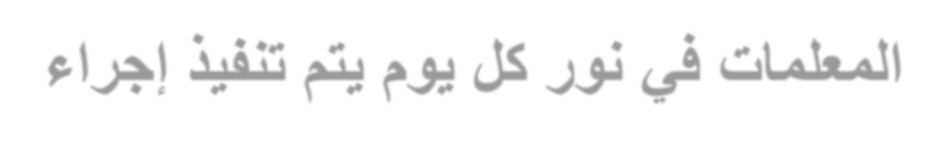 المعلمات في نور كل يوم يتم تنفيذ إجراء